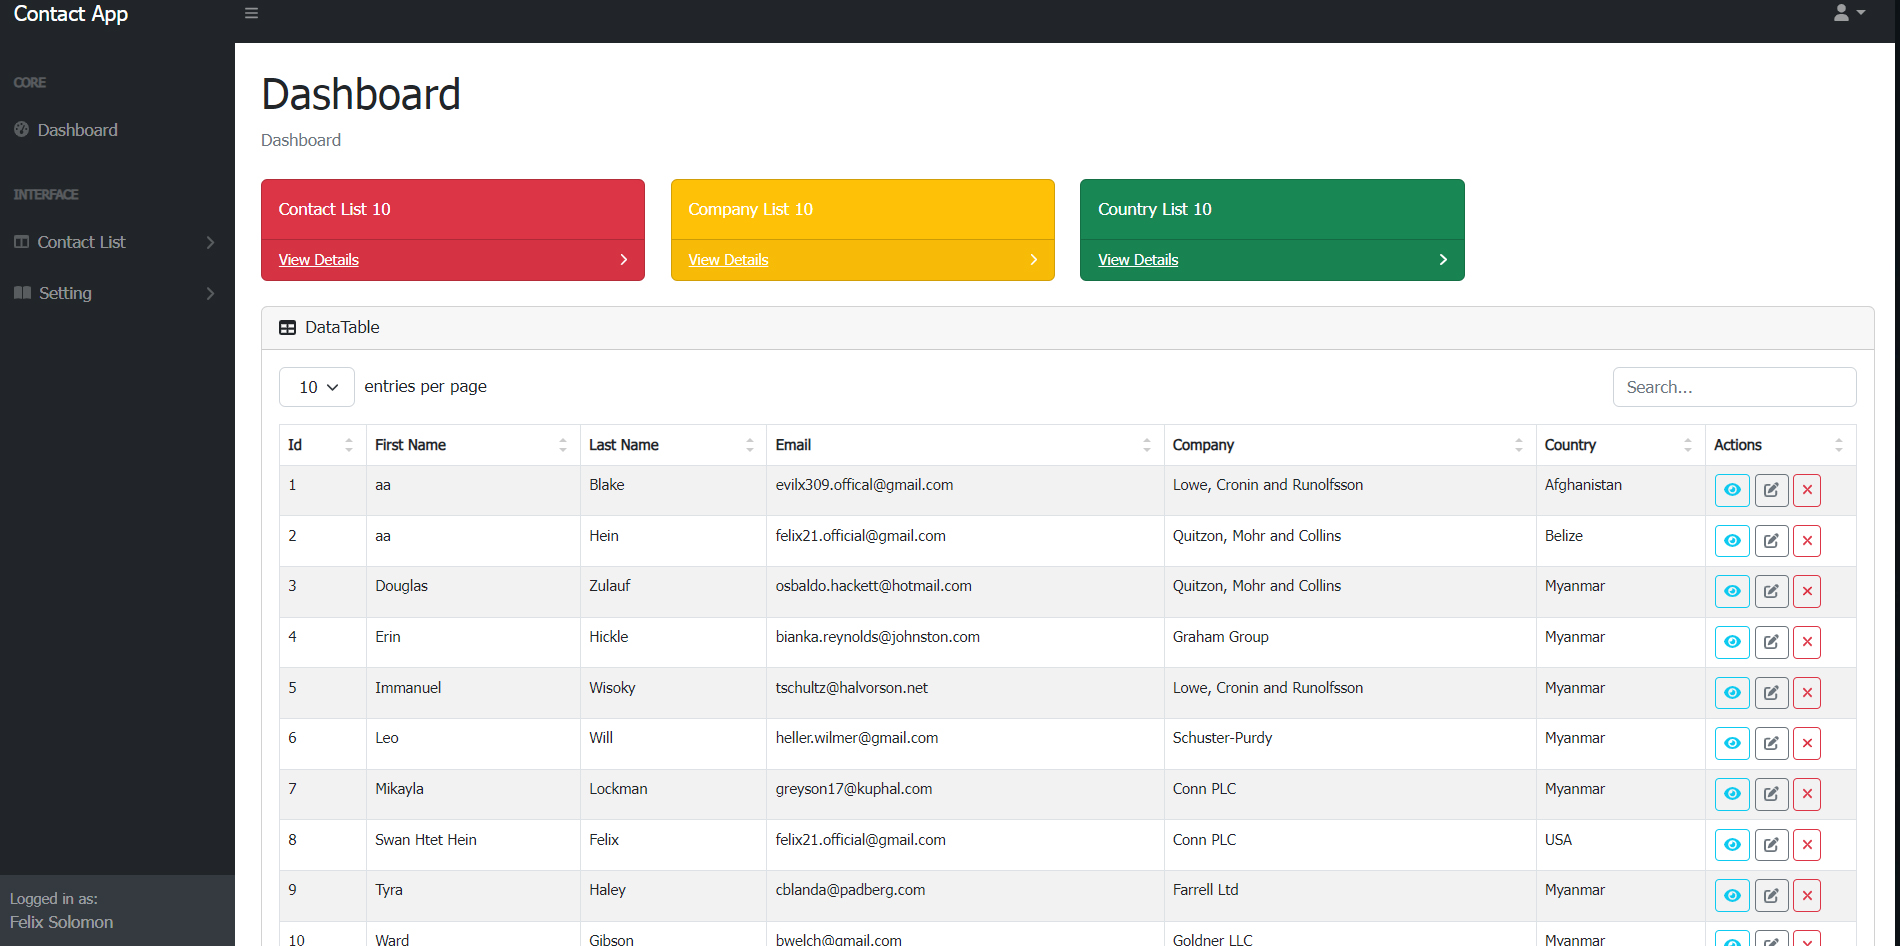 Contact App
CORE
Dashboard
INTERFACE
Contact List
Setting
Logged in as:
Felix Solomon
Dashboard
Dashboard
Contact List 10
View Details
Company List 10
View Details
Country List 10
View Details
DataTable
10 entries per page
Search...
Id First Name Last Name Email Company Country Actions
1 aa Blake evilx309.offical@gmail.com Lowe, Cronin and Runolfsson Afghanistan
2 aa Hein felix21.official@gmail.com Quitzon, Mohr and Collins Belize
3 Douglas Zulauf osbaldo.hackett@hotmail.com Quitzon, Mohr and Collins Myanmar
4 Erin Hickle bianka.reynolds@johnston.com Graham Group Myanmar
5 Immanuel Wisoky tschultz@halvorson.net Lowe, Cronin and Runolfsson Myanmar
6 Leo Will heller.wilmer@gmail.com Schuster-Purdy Myanmar
7 Mikayla Lockman greyson17@kuphal.com Conn PLC Myanmar
8 Swan Htet Hein Felix felix21.official@gmail.com Conn PLC USA
9 Tyra Haley cblanda@padberg.com Farrell Ltd Myanmar
10 Ward Gibson bwelch@gmail.com Goldner LLC Myanmar